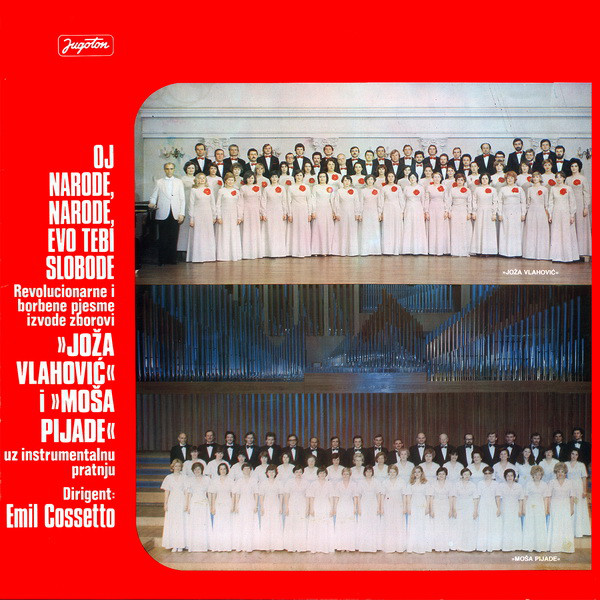 Jugoton
OJ
NARODE,
NARODE,
EVO TEBI
SLOBODE
Revolucionarne i
borbene pjesme
izvode zborovi
»JOŽA
VLAHOVIĆ«
i »MOŠA
PIJADE«
uz instrumentalnu
pratnju
Dirigent:
Emil Cossetto
»JOŽA VLAHOVIĆ«
»MOŠA PIJADE«